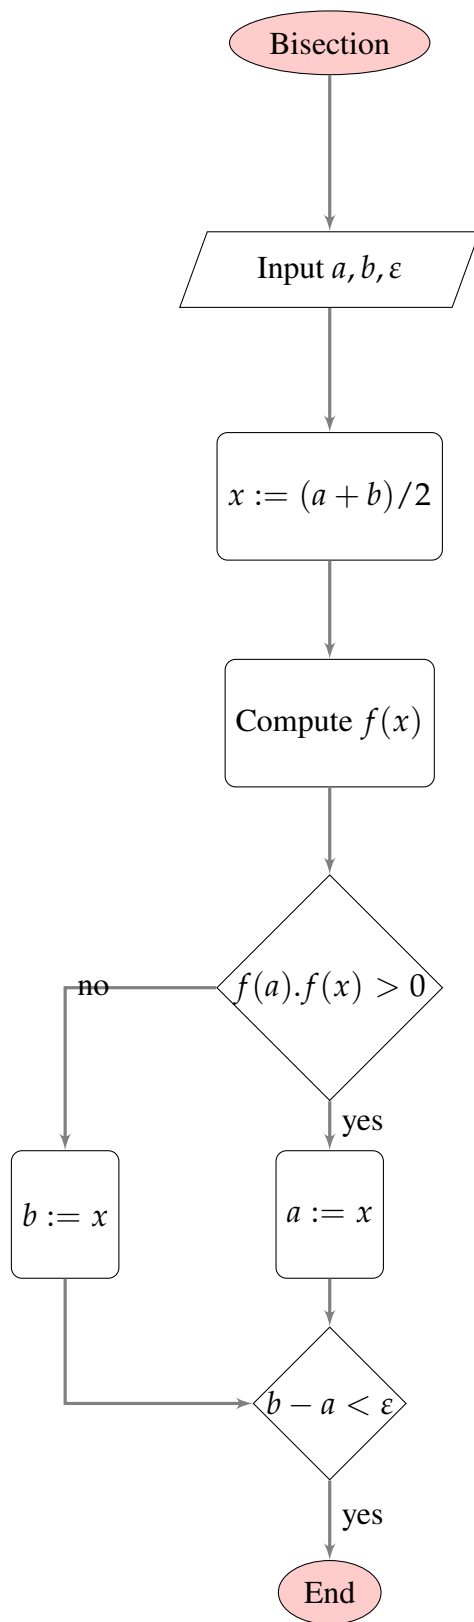 Bisection
Input a, b, ε
x := (a + b)/2
Compute f(x)
f(a).f(x) > 0
no
yes
b := x
a := x
b − a < ε
yes
End